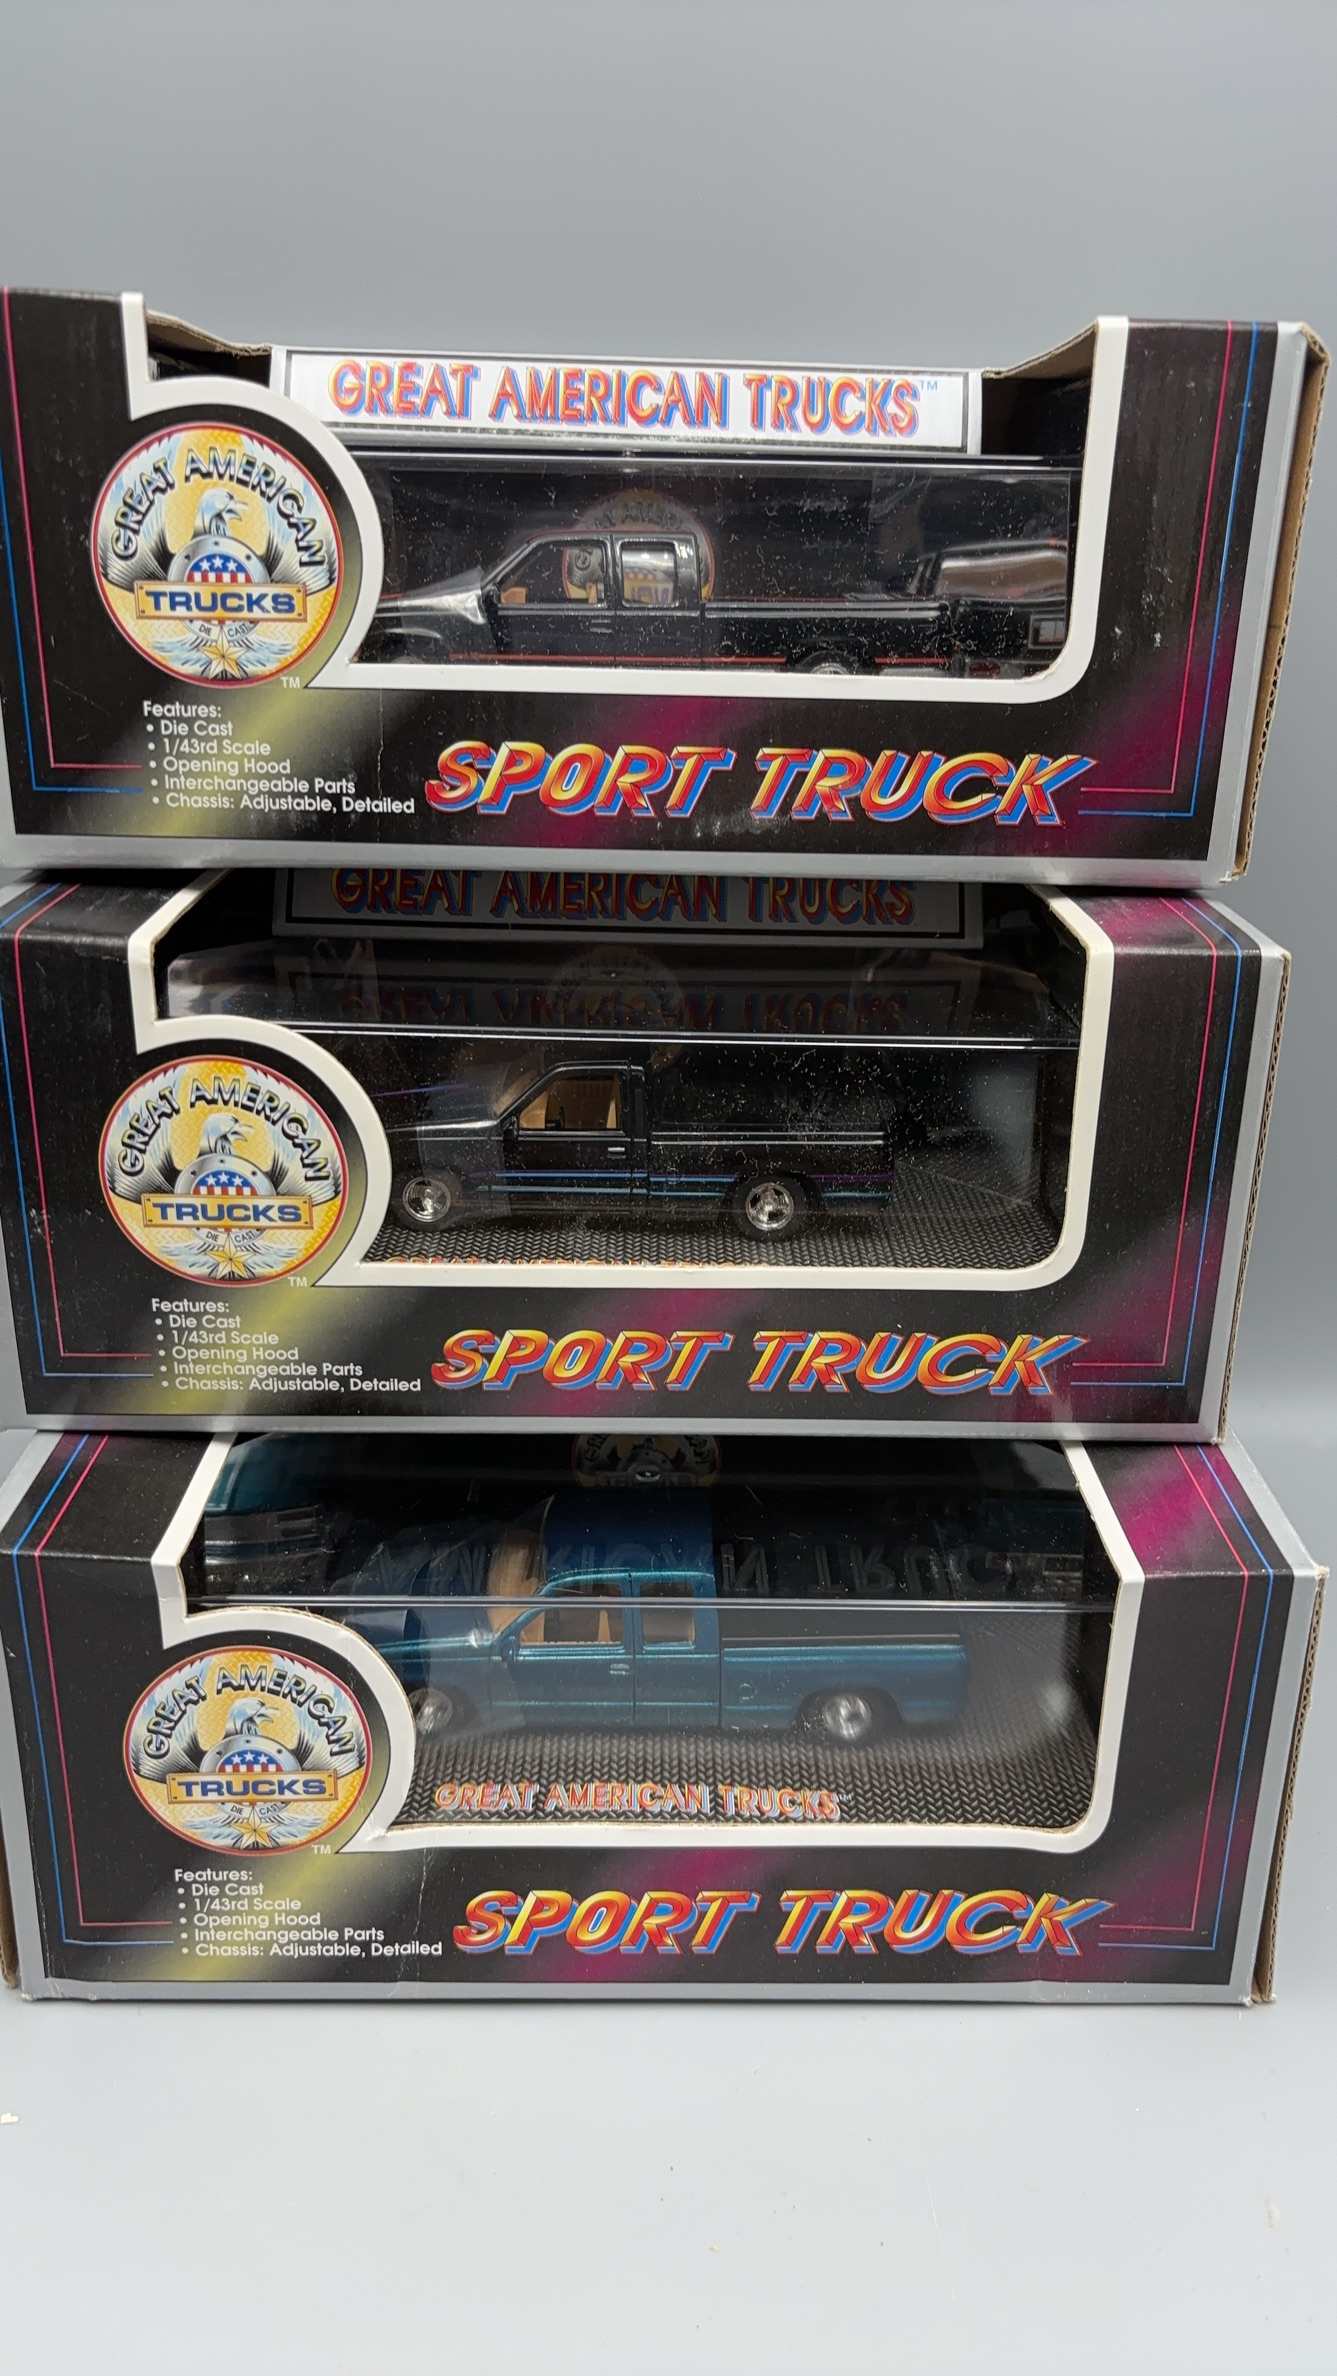 GREAT AMERICAN TRUCKS™
GREAT AMERICAN
TRUCKS
DIE CAST
TM
Features:
• Die Cast
• 1/43rd Scale
• Opening Hood
• Interchangeable Parts
• Chassis: Adjustable, Detailed
SPORT TRUCK
GREAT AMERICAN TRUCKS
GREAT AMERICAN
TRUCKS
DIE CAST
TM
GREAT AMERICAN TRUCKS
Features:
• Die Cast
• 1/43rd Scale
• Opening Hood
• Interchangeable Parts
• Chassis: Adjustable, Detailed
SPORT TRUCK
GREAT AMERICAN
TRUCKS
DIE CAST
TM
GREAT AMERICAN TRUCKS™
Features:
• Die Cast
• 1/43rd Scale
• Opening Hood
• Interchangeable Parts
• Chassis: Adjustable, Detailed
SPORT TRUCK